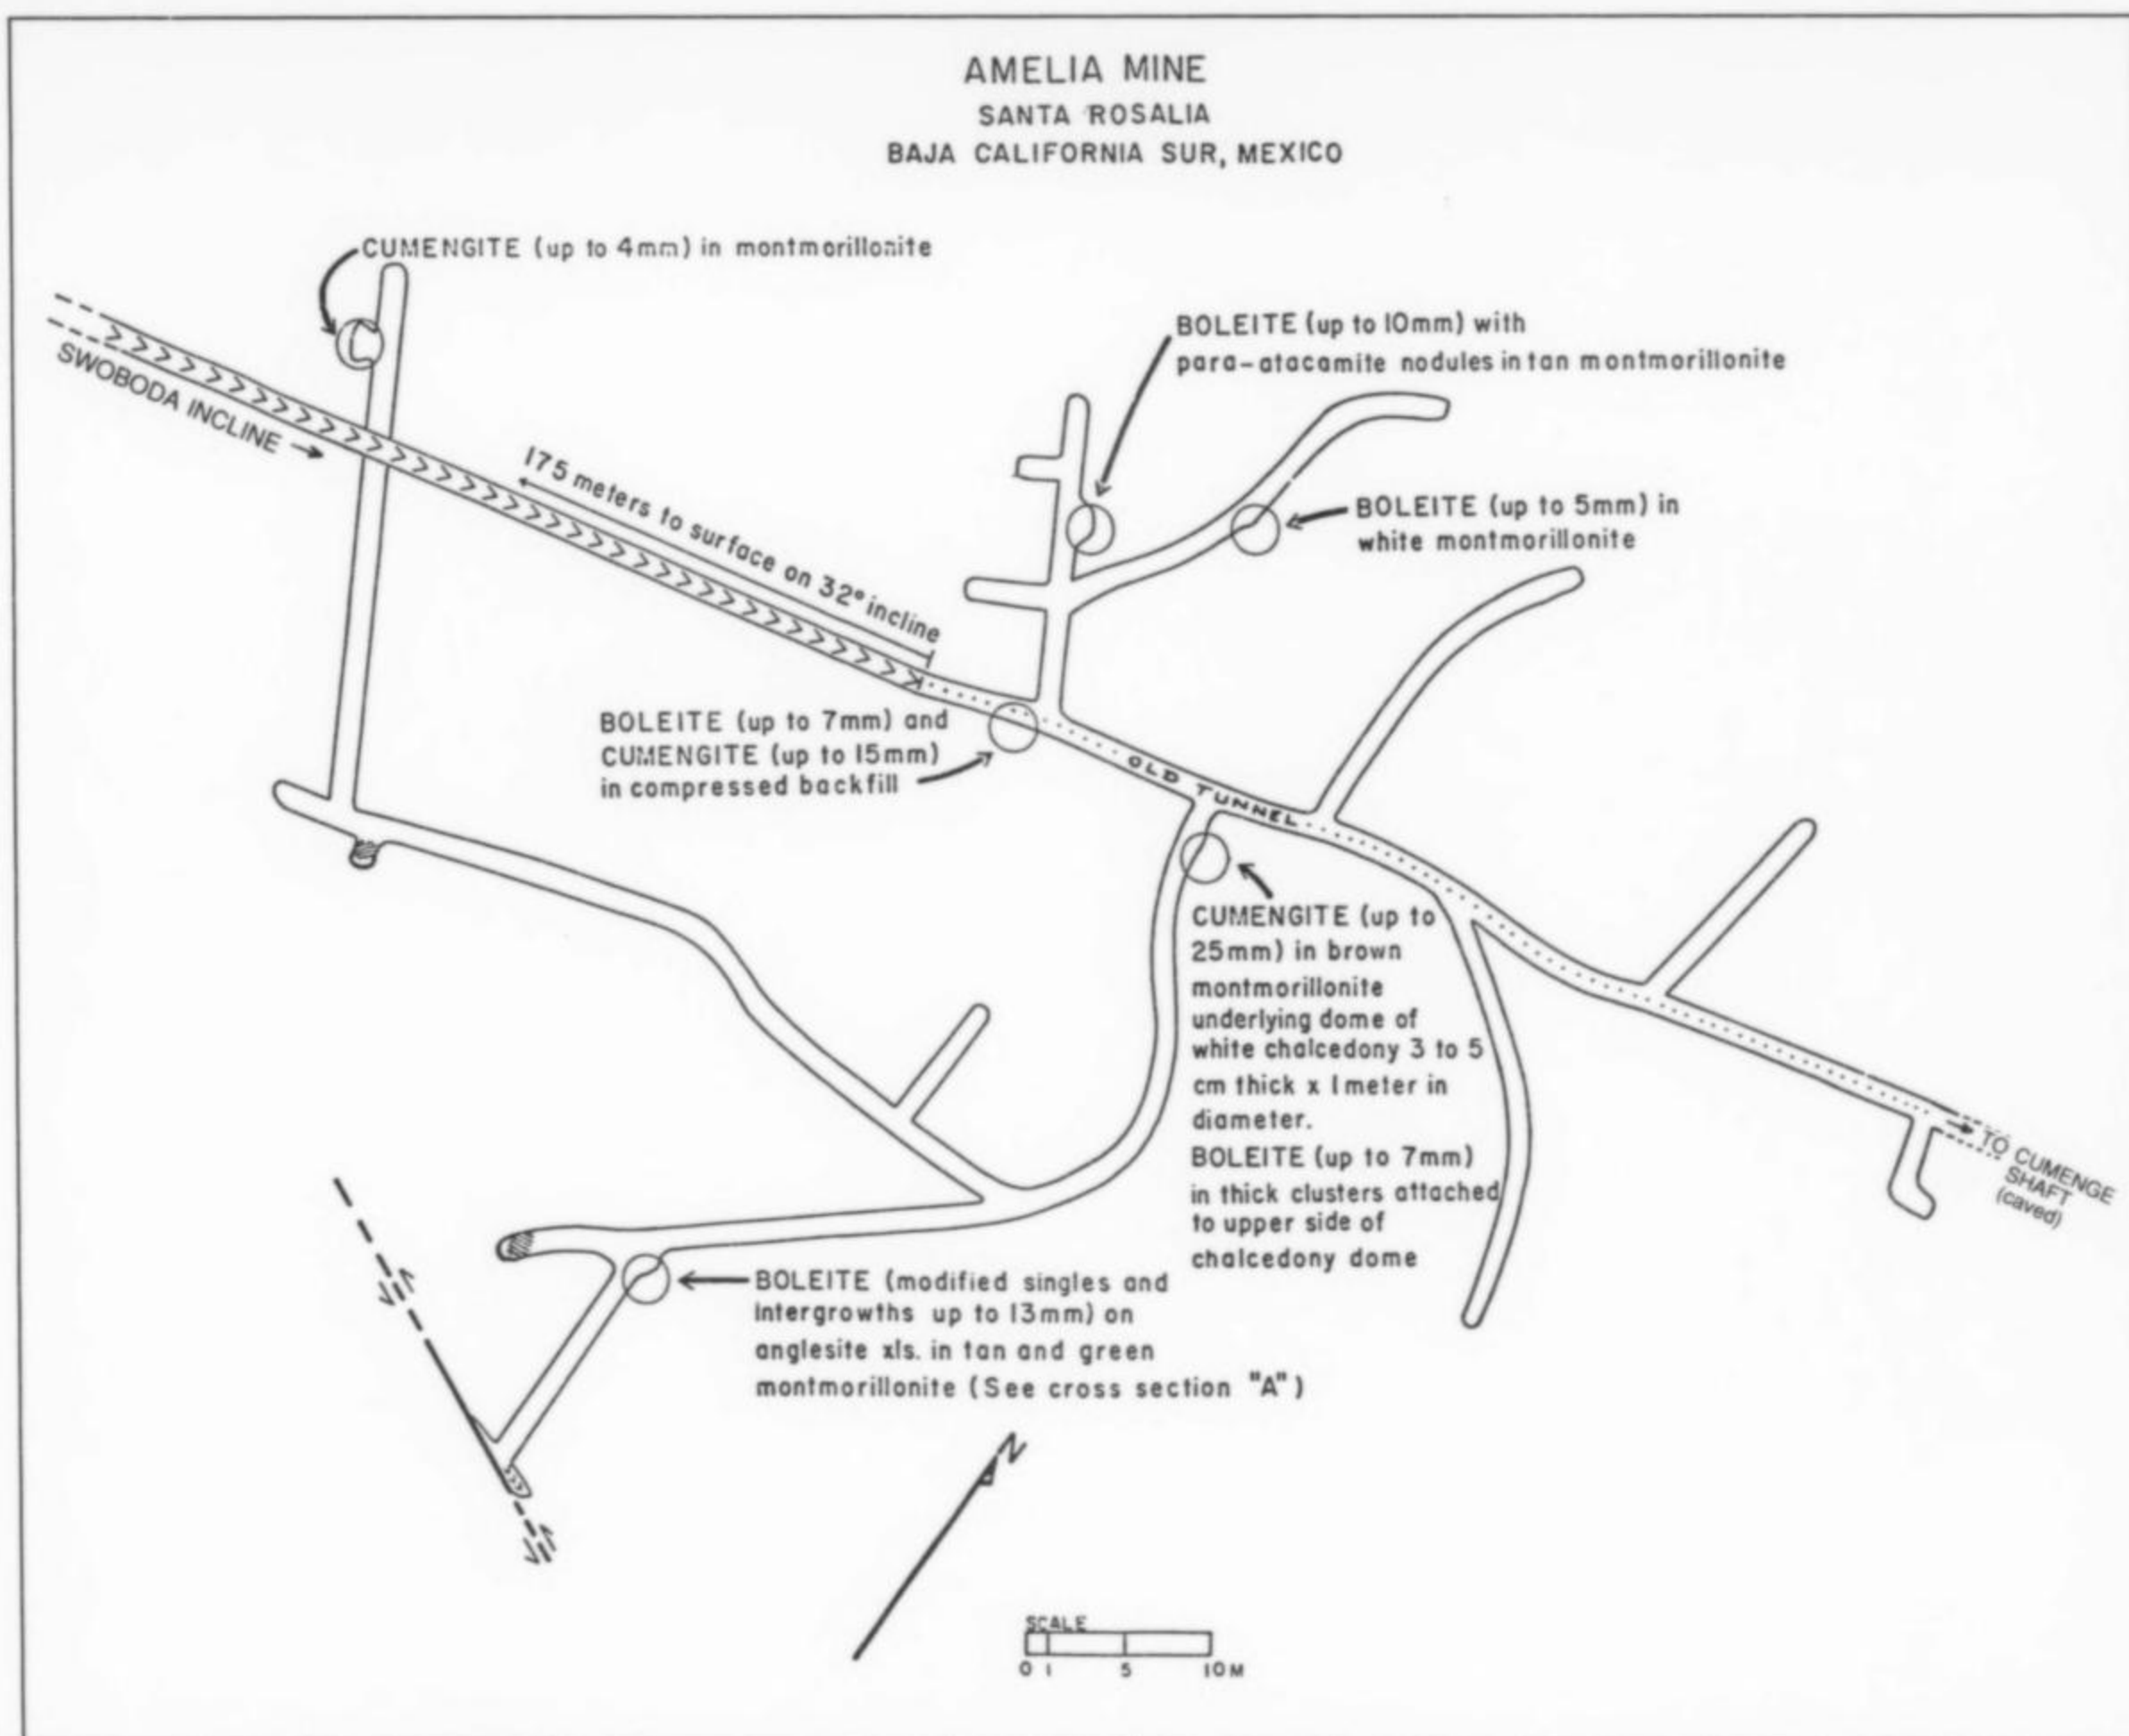 AMELIA MINE
SANTA ROSALIA
BAJA CALIFORNIA SUR, MEXICO
CUMENGITE (up to 4mm) in montmorillonite
SWOBODA INCLINE
175 meters to surface on 32° incline
BOLEITE (up to 10mm) with
para-atacamite nodules in tan montmorillonite
BOLEITE (up to 5mm) in
white montmorillonite
BOLEITE (up to 7mm) and
CUMENGITE (up to 15mm)
in compressed backfill
OLD TUNNEL
CUMENGITE (up to
25mm) in brown
montmorillonite
underlying dome of
white chalcedony 3 to 5
cm thick x 1 meter in
diameter.
BOLEITE (up to 7mm)
in thick clusters attached
to upper side of
chalcedony dome
TO CUMENGE
SHAFT
(caved)
BOLEITE (modified singles and
intergrowths up to 13mm) on
anglesite xls. in tan and green
montmorillonite (See cross section "A")
N
SCALE
0 1 5 10M